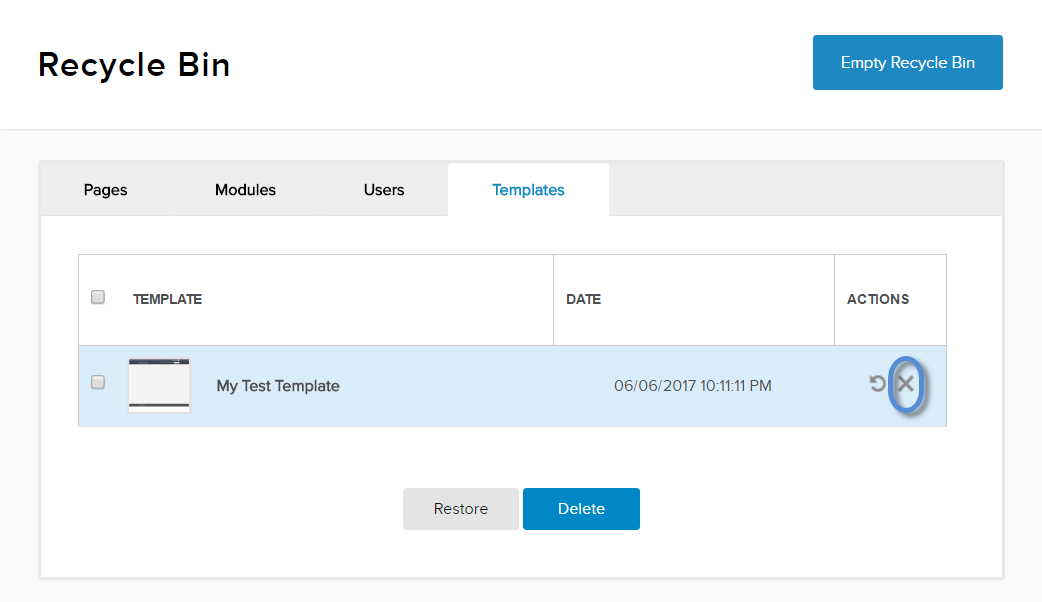 Recycle Bin
Empty Recycle Bin
Pages Modules Users Templates
TEMPLATE DATE ACTIONS
My Test Template 06/06/2017 10:11:11 PM
Restore Delete